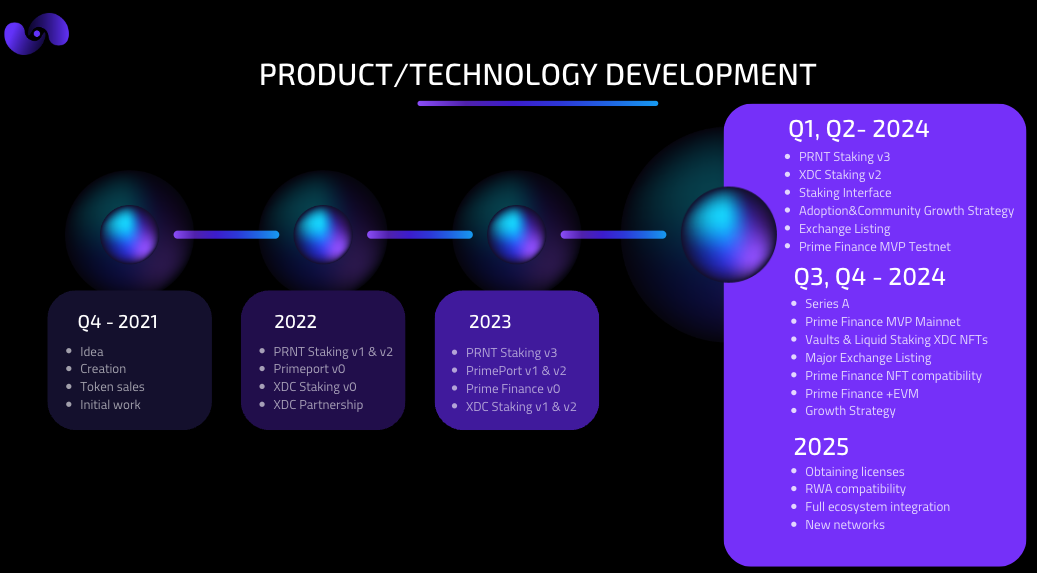 PRODUCT/TECHNOLOGY DEVELOPMENT
Q4 - 2021
Idea
Creation
Token sales
Initial work
2022
PRNT Staking v1 & v2
Primeport v0
XDC Staking v0
XDC Partnership
2023
PRNT Staking v3
PrimePort v1 & v2
Prime Finance v0
XDC Staking v1 & v2
Q1, Q2- 2024
PRNT Staking v3
XDC Staking v2
Staking Interface
Adoption&Community Growth Strategy
Exchange Listing
Prime Finance MVP Testnet
Q3, Q4 - 2024
Series A
Prime Finance MVP Mainnet
Vaults & Liquid Staking XDC NFTs
Major Exchange Listing
Prime Finance NFT compatibility
Prime Finance +EVM
Growth Strategy
2025
Obtaining licenses
RWA compatibility
Full ecosystem integration
New networks